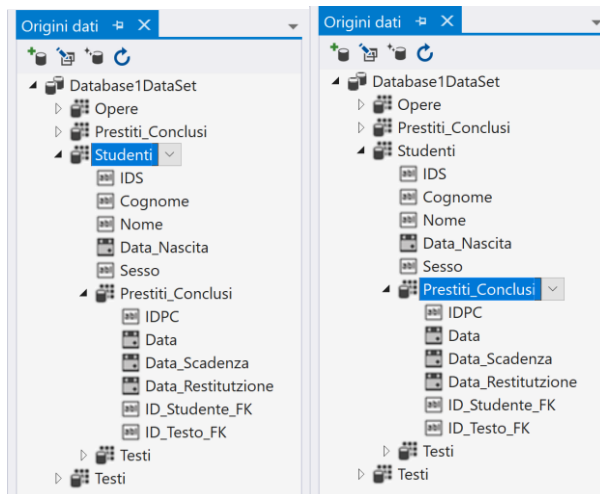 Origini dati
Database1DataSet
Opere
Prestiti_Conclusi
Studenti
IDS
Cognome
Nome
Data_Nascita
Sesso
Prestiti_Conclusi
IDPC
Data
Data_Scadenza
Data_Restitutzione
ID_Studente_FK
ID_Testo_FK
Testi
Testi
Origini dati
Database1DataSet
Opere
Prestiti_Conclusi
Studenti
IDS
Cognome
Nome
Data_Nascita
Sesso
Prestiti_Conclusi
IDPC
Data
Data_Scadenza
Data_Restitutzione
ID_Studente_FK
ID_Testo_FK
Testi
Testi